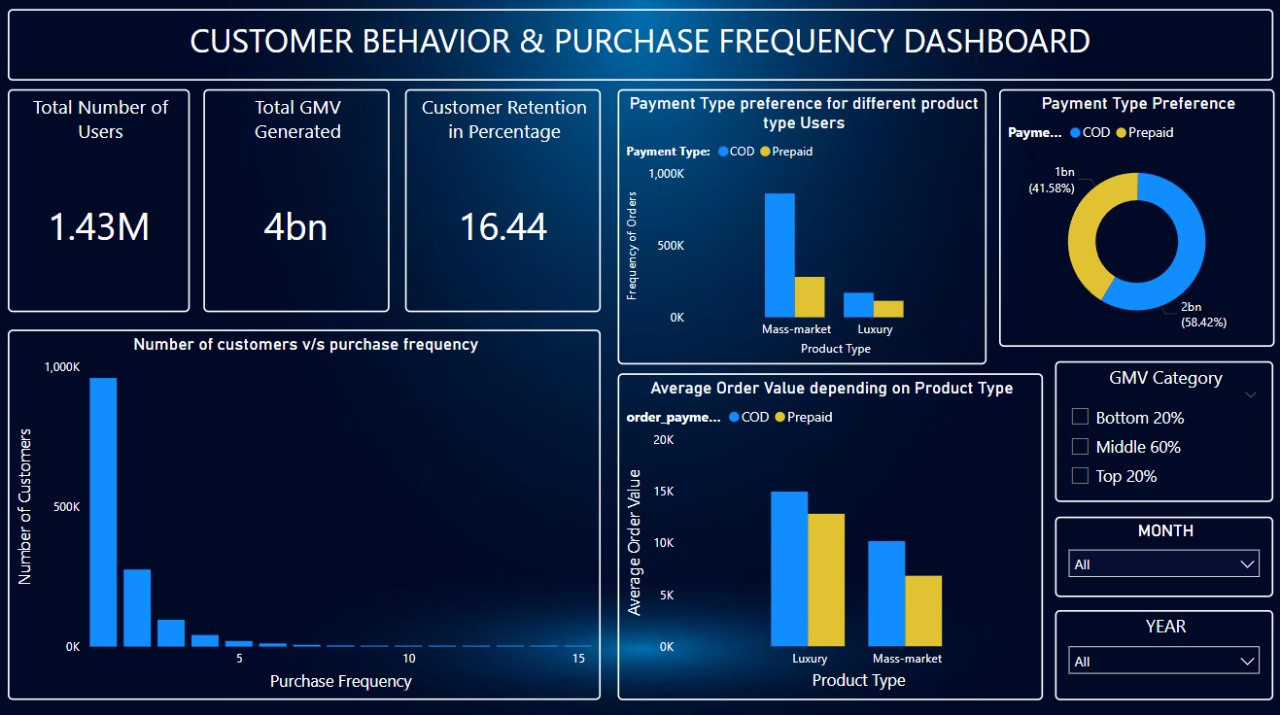 CUSTOMER BEHAVIOR & PURCHASE FREQUENCY DASHBOARD
Total Number of
Users
1.43M
Total GMV
Generated
4bn
Customer Retention
in Percentage
16.44
Payment Type preference for different product
type Users
Payment Type: COD Prepaid
1,000K
500K
0K
Frequency of Orders
Mass-market Luxury
Product Type
Payment Type Preference
Payme... COD Prepaid
1bn
(41.58%)
2bn
(58.42%)
Number of customers v/s purchase frequency
1,000K
500K
0K
Number of Customers
5 10 15
Purchase Frequency
Average Order Value depending on Product Type
order_payme... COD Prepaid
20K
15K
10K
5K
0K
Average Order Value
Luxury Mass-market
Product Type
GMV Category
Bottom 20%
Middle 60%
Top 20%
MONTH
All
YEAR
All